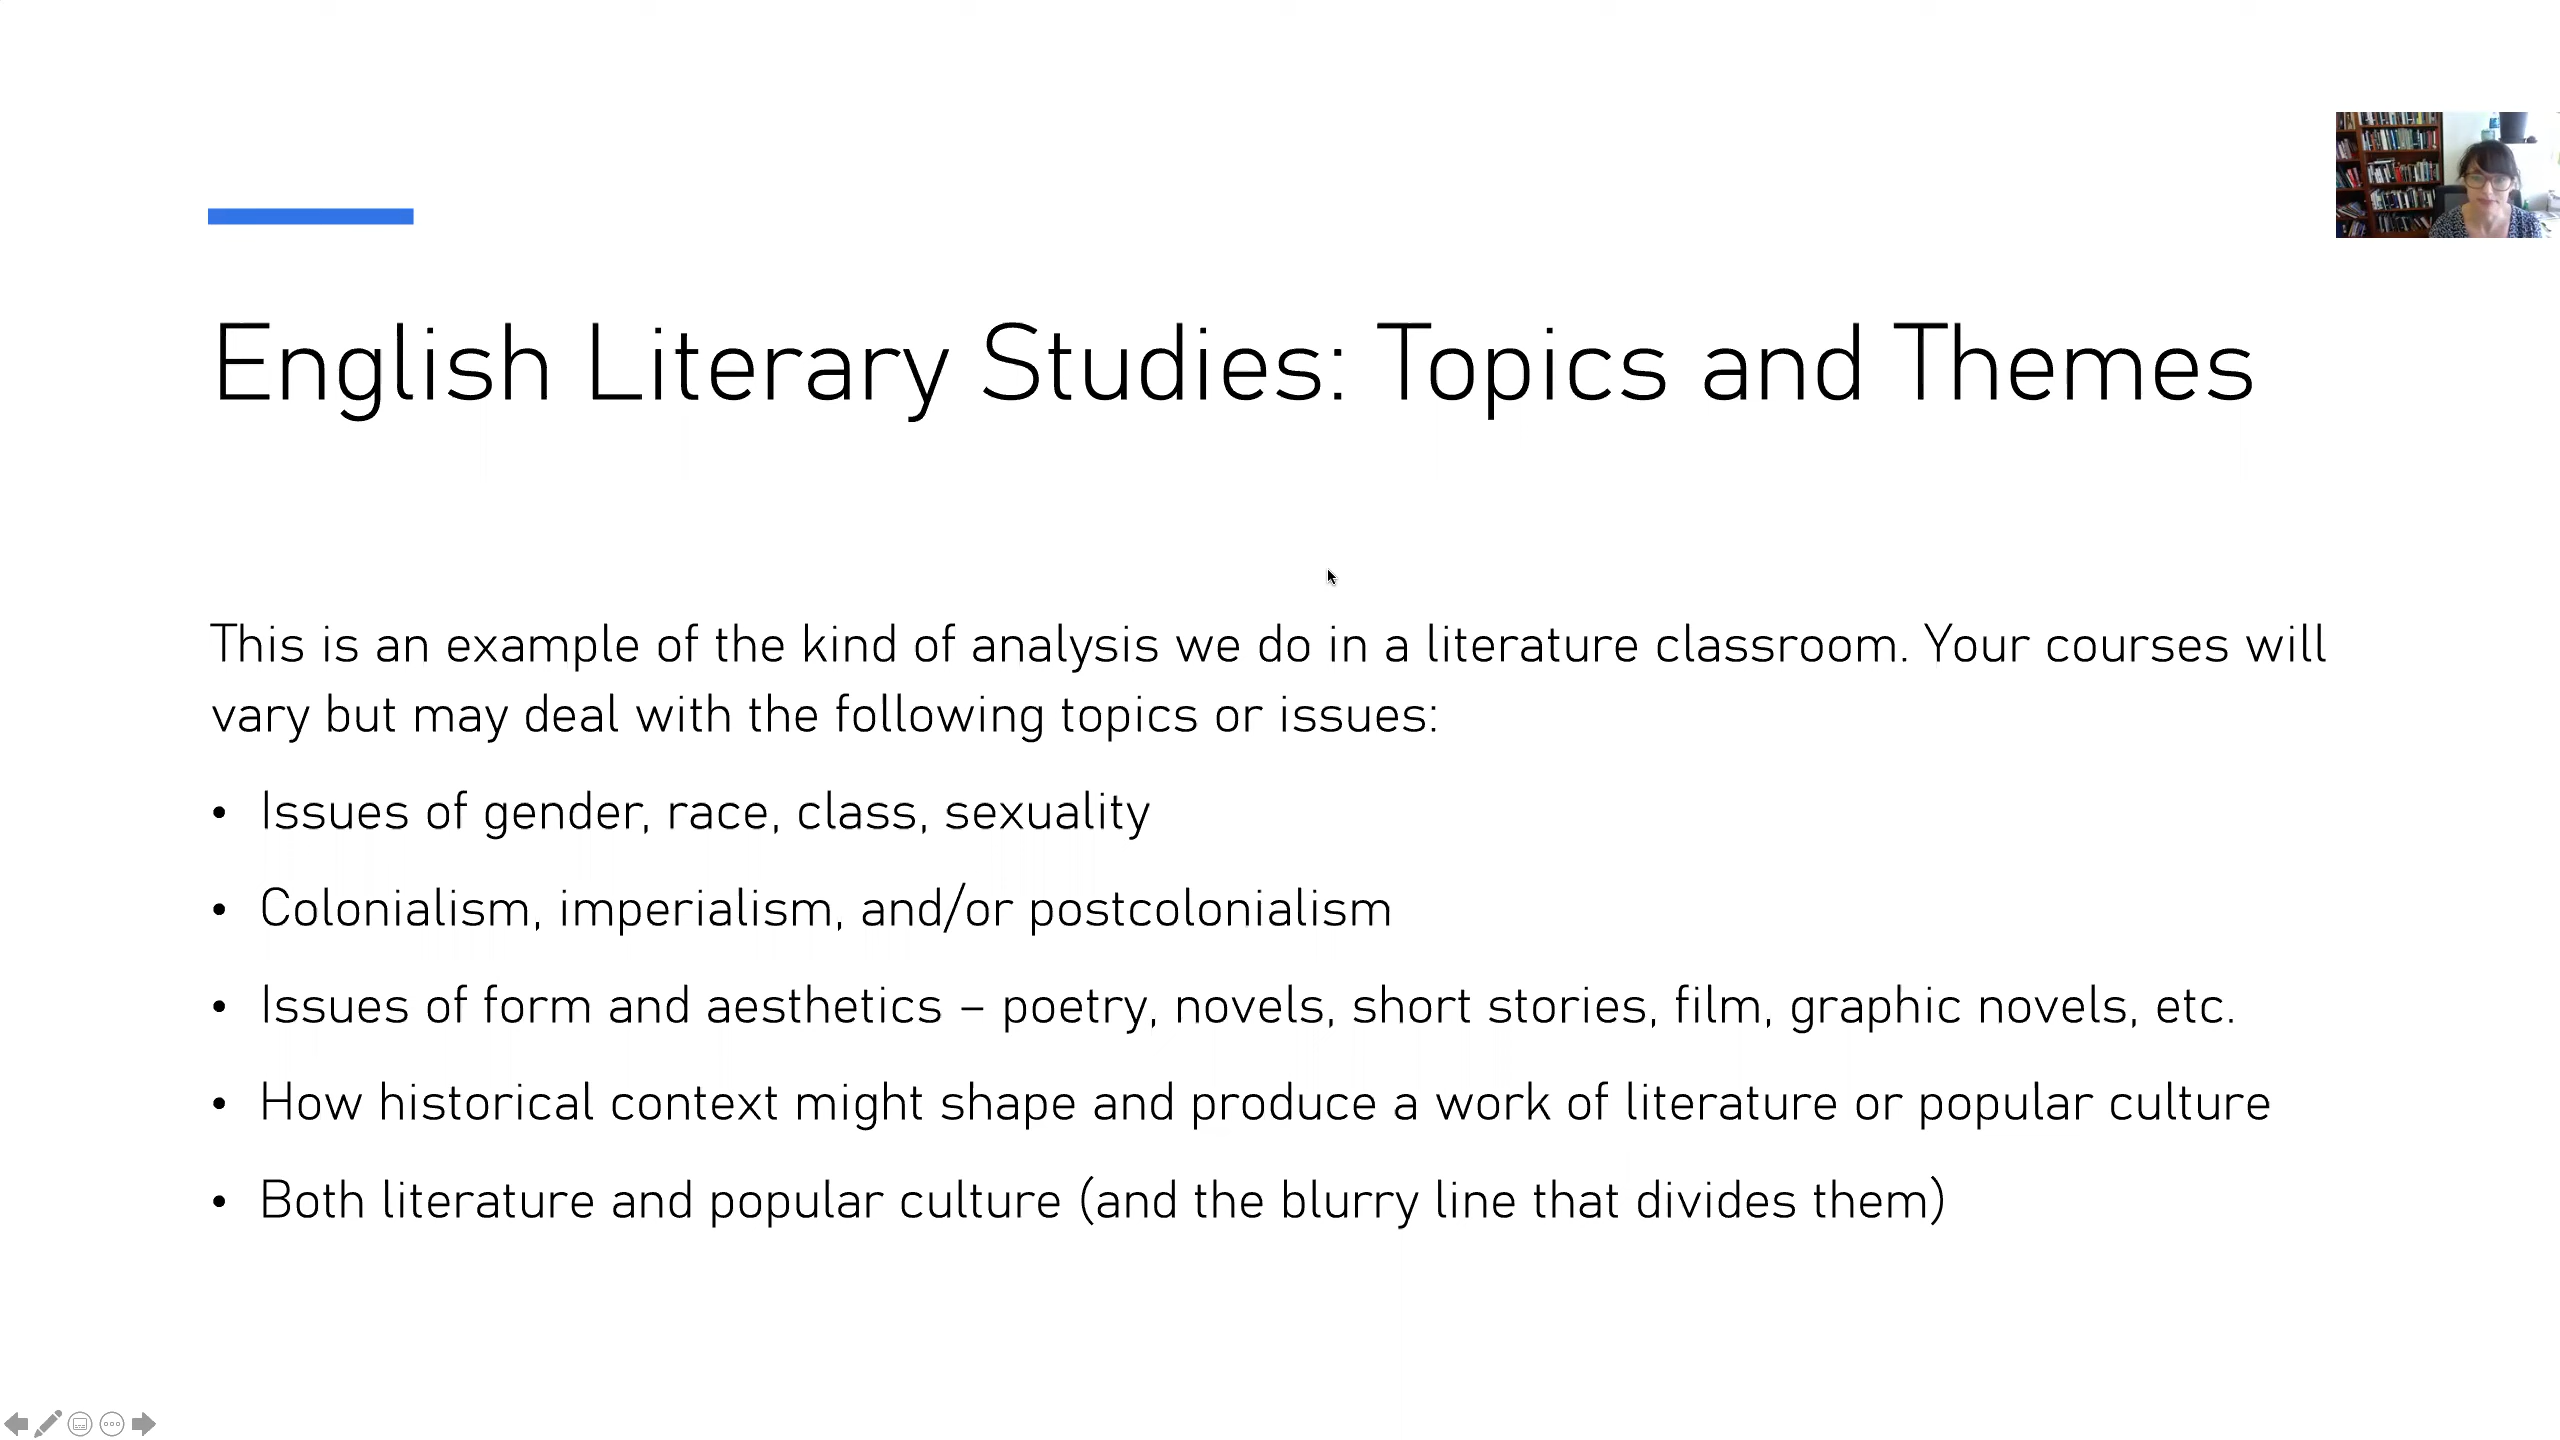 English Literary Studies: Topics and Themes
This is an example of the kind of analysis we do in a literature classroom. Your courses will
vary but may deal with the following topics or issues:
• Issues of gender, race, class, sexuality
• Colonialism, imperialism, and/or postcolonialism
• Issues of form and aesthetics – poetry, novels, short stories, film, graphic novels, etc.
• How historical context might shape and produce a work of literature or popular culture
• Both literature and popular culture (and the blurry line that divides them)